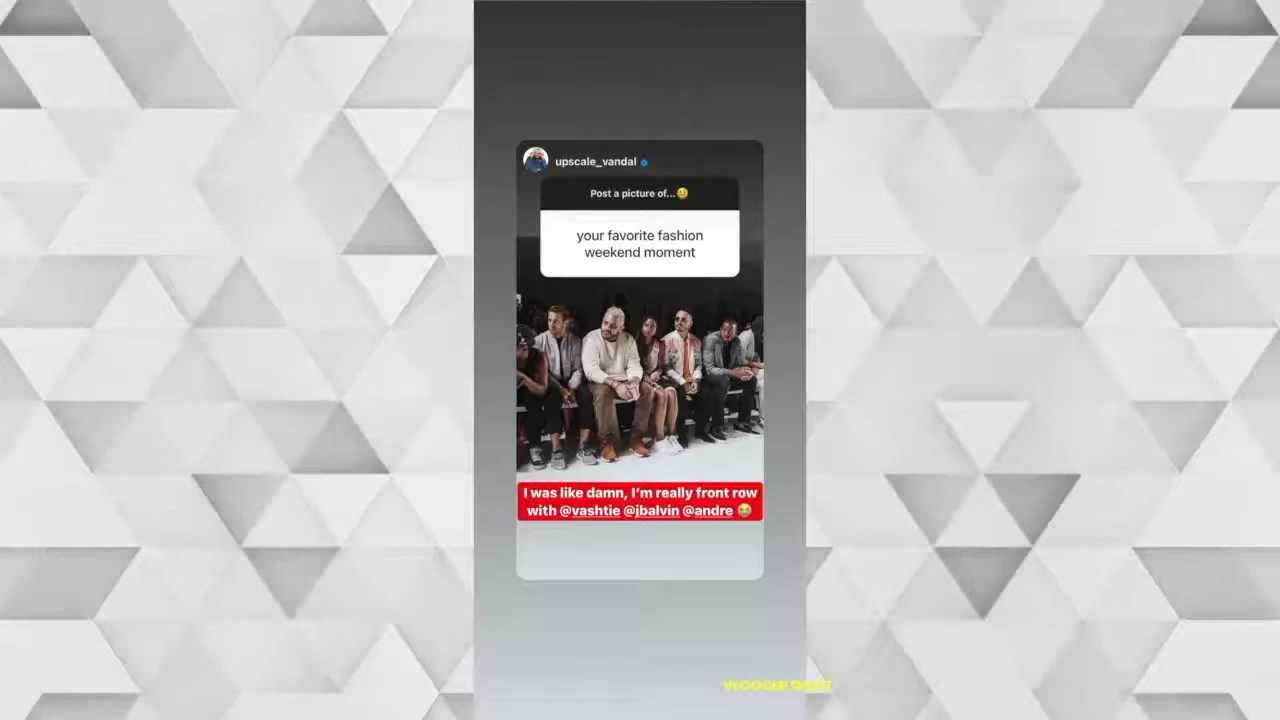 upscale_vandal
Post a picture of...🥹
your favorite fashion
weekend moment
I was like damn, I'm really front row
with @vashtie @jbalvin @andre 😭